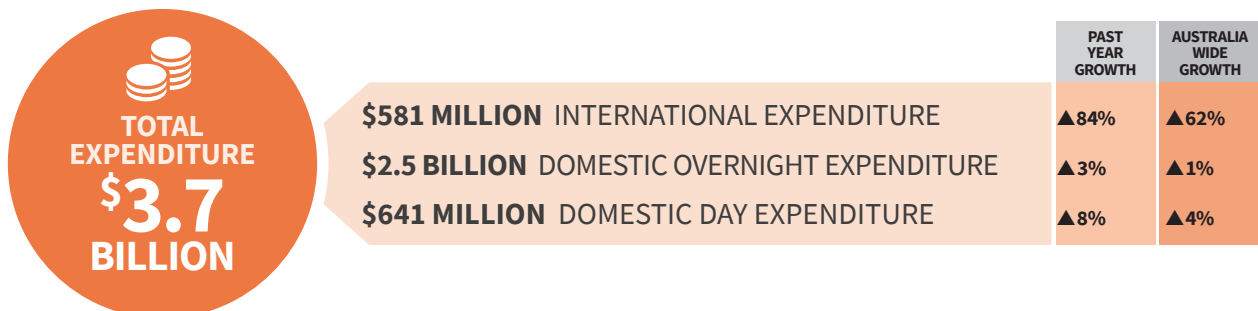 TOTAL
EXPENDITURE
$3.7
BILLION
PAST
YEAR
GROWTH
AUSTRALIA
WIDE
GROWTH
$581 MILLION INTERNATIONAL EXPENDITURE ▲84% ▲62%
$2.5 BILLION DOMESTIC OVERNIGHT EXPENDITURE ▲3% ▲1%
$641 MILLION DOMESTIC DAY EXPENDITURE ▲8% ▲4%